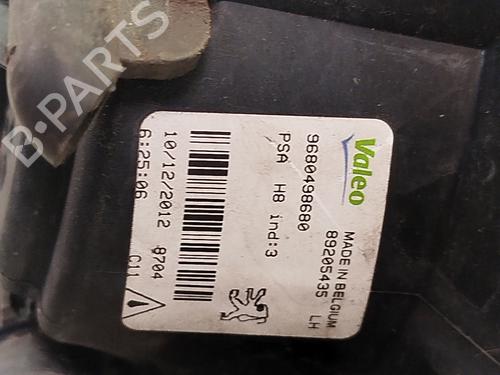 B-PARTS
Valeo
MADE IN BELGIUM
89205435 LH
9680498680
PSA H8 ind:3
10/12/2012 8704
6:25:06 C11